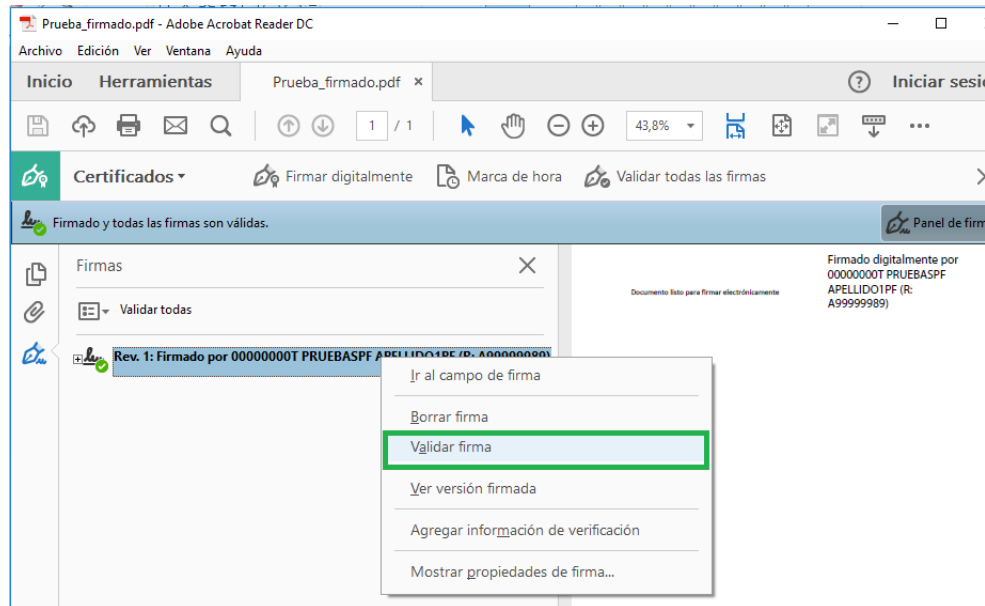 Prueba_firmado.pdf - Adobe Acrobat Reader DC
Archivo Edición Ver Ventana Ayuda
Inicio Herramientas Prueba_firmado.pdf × ? Iniciar sesió
1 / 1 43,8%
Certificados Firmar digitalmente Marca de hora Validar todas las firmas
Firmado y todas las firmas son válidas. Panel de firm
Firmas
Validar todas
Rev. 1: Firmado por 00000000T PRUEBASPF APELLIDO1PF (R: A99999989)
Ir al campo de firma
Borrar firma
Validar firma
Ver versión firmada
Agregar información de verificación
Mostrar propiedades de firma...
Documento listo para firmar electrónicamente
Firmado digitalmente por
00000000T PRUEBASPF
APELLIDO1PF (R:
A99999989)